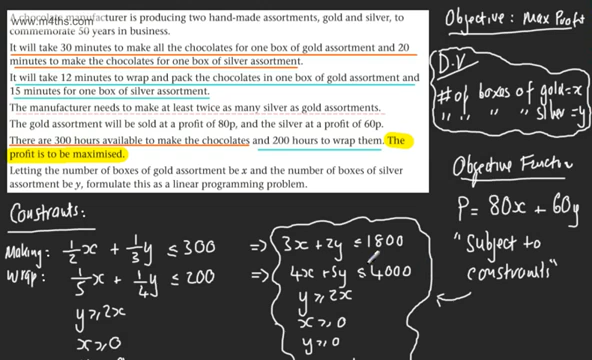 A chocolate manufacturer is producing two hand-made assortments, gold and silver, to
www.m4ths.com
commemorate 50 years in business.
It will take 30 minutes to make all the chocolates for one box of gold assortment and 20
minutes to make the chocolates for one box of silver assortment.
It will take 12 minutes to wrap and pack the chocolates in one box of gold assortment and
15 minutes for one box of silver assortment.
The manufacturer needs to make at least twice as many silver as gold assortments.
The gold assortment will be sold at a profit of 80p, and the silver at a profit of 60p.
There are 300 hours available to make the chocolates and 200 hours to wrap them. The
profit is to be maximised.
Letting the number of boxes of gold assortment be x and the number of boxes of silver
assortment be y, formulate this as a linear programming problem.
Objective: Max Profit
D.V
# of boxes of gold=x
" " " " silver=y
Objective Function
P= 80x + 60y
"Subject to
constraints"
Constraints:
Making: 1/2x + 1/3y ≤ 300 => 3x + 2y ≤ 1800
Wrap: 1/5x + 1/4y ≤ 200 => 4x + 5y ≤ 4000
y ≥ 2x y ≥ 2x
x ≥ 0 x ≥ 0
y ≥ 0